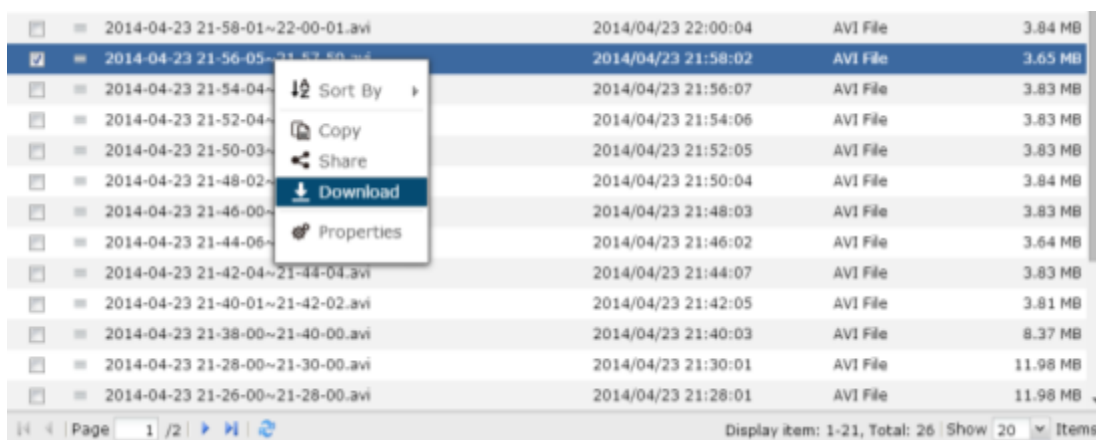 2014-04-23 21-58-01~22-00-01.avi 2014/04/23 22:00:04 AVI File 3.84 MB
2014-04-23 21-56-05~21-57-59.avi 2014/04/23 21:58:02 AVI File 3.65 MB
2014-04-23 21-54-04~ Sort By 2014/04/23 21:56:07 AVI File 3.83 MB
2014-04-23 21-52-04~ Copy 2014/04/23 21:54:06 AVI File 3.83 MB
2014-04-23 21-50-03~ Share 2014/04/23 21:52:05 AVI File 3.83 MB
2014-04-23 21-48-02~ Download 2014/04/23 21:50:04 AVI File 3.84 MB
2014-04-23 21-46-00~ 2014/04/23 21:48:03 AVI File 3.83 MB
2014-04-23 21-44-06~ Properties 2014/04/23 21:46:02 AVI File 3.64 MB
2014-04-23 21-42-04~21-44-04.avi 2014/04/23 21:44:07 AVI File 3.83 MB
2014-04-23 21-40-01~21-42-02.avi 2014/04/23 21:42:05 AVI File 3.81 MB
2014-04-23 21-38-00~21-40-00.avi 2014/04/23 21:40:03 AVI File 8.37 MB
2014-04-23 21-28-00~21-30-00.avi 2014/04/23 21:30:01 AVI File 11.98 MB
2014-04-23 21-26-00~21-28-00.avi 2014/04/23 21:28:01 AVI File 11.98 MB
Page 1 /2 Display item: 1-21, Total: 26 Show 20 Items